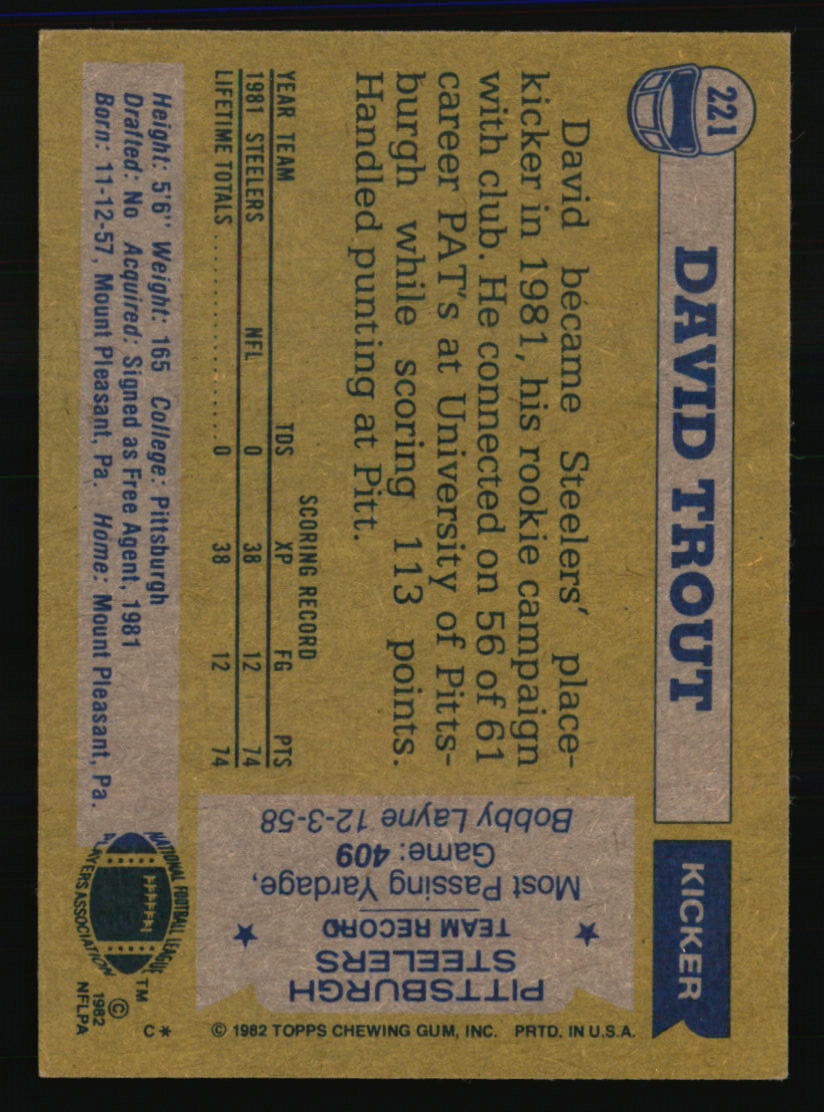 221
DAVID TROUT
KICKER
David became Steelers' place-
kicker in 1981, his rookie campaign
with club. He connected on 56 of 61
career PAT's at University of Pitts-
burgh while scoring 113 points.
Handled punting at Pitt.
SCORING RECORD
YEAR TEAM TDS XP FG PTS
1981 STEELERS NFL 0 38 12 74
LIFETIME TOTALS . . . . . . . . . . . . . . . . . . . . 0 38 12 74
Height: 5'6" Weight: 165 College: Pittsburgh
Drafted: No Acquired: Signed as Free Agent, 1981
Born: 11-12-57, Mount Pleasant, Pa. Home: Mount Pleasant, Pa.
PITTSBURGH
STEELERS
TEAM RECORD
Most Passing Yardage,
Game: 409
Bobby Layne 12-3-58
NATIONAL FOOTBALL LEAGUE
PLAYERS ASSOCIATION
TM
© 1982
NFLPA
C*
© 1982 TOPPS CHEWING GUM, INC. PRTD. IN U.S.A.